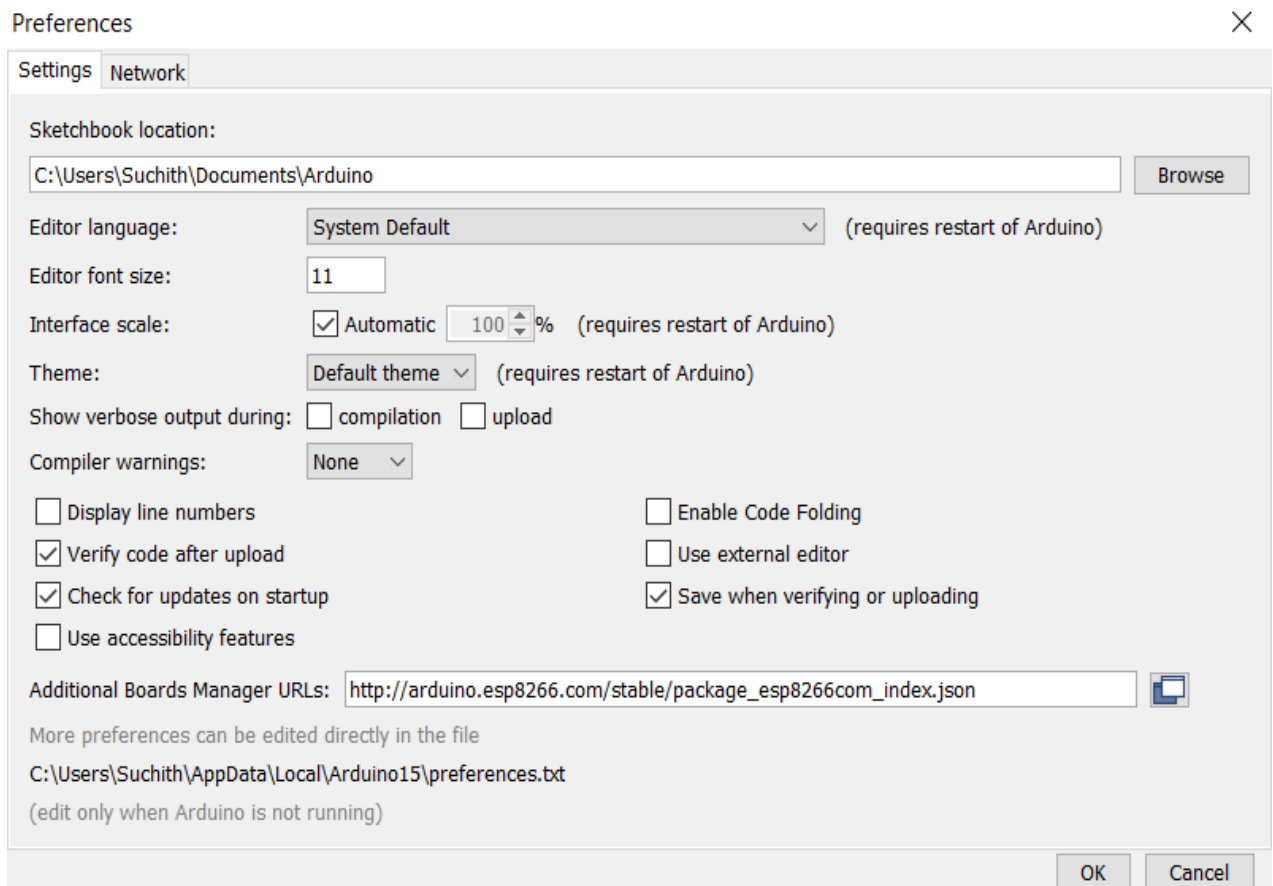 Preferences
Settings Network
Sketchbook location:
C:\Users\Suchith\Documents\Arduino Browse
Editor language: System Default (requires restart of Arduino)
Editor font size: 11
Interface scale: Automatic 100 % (requires restart of Arduino)
Theme: Default theme (requires restart of Arduino)
Show verbose output during: compilation upload
Compiler warnings: None
Display line numbers Enable Code Folding
Verify code after upload Use external editor
Check for updates on startup Save when verifying or uploading
Use accessibility features
Additional Boards Manager URLs: http://arduino.esp8266.com/stable/package_esp8266com_index.json
More preferences can be edited directly in the file
C:\Users\Suchith\AppData\Local\Arduino15\preferences.txt
(edit only when Arduino is not running)
OK Cancel